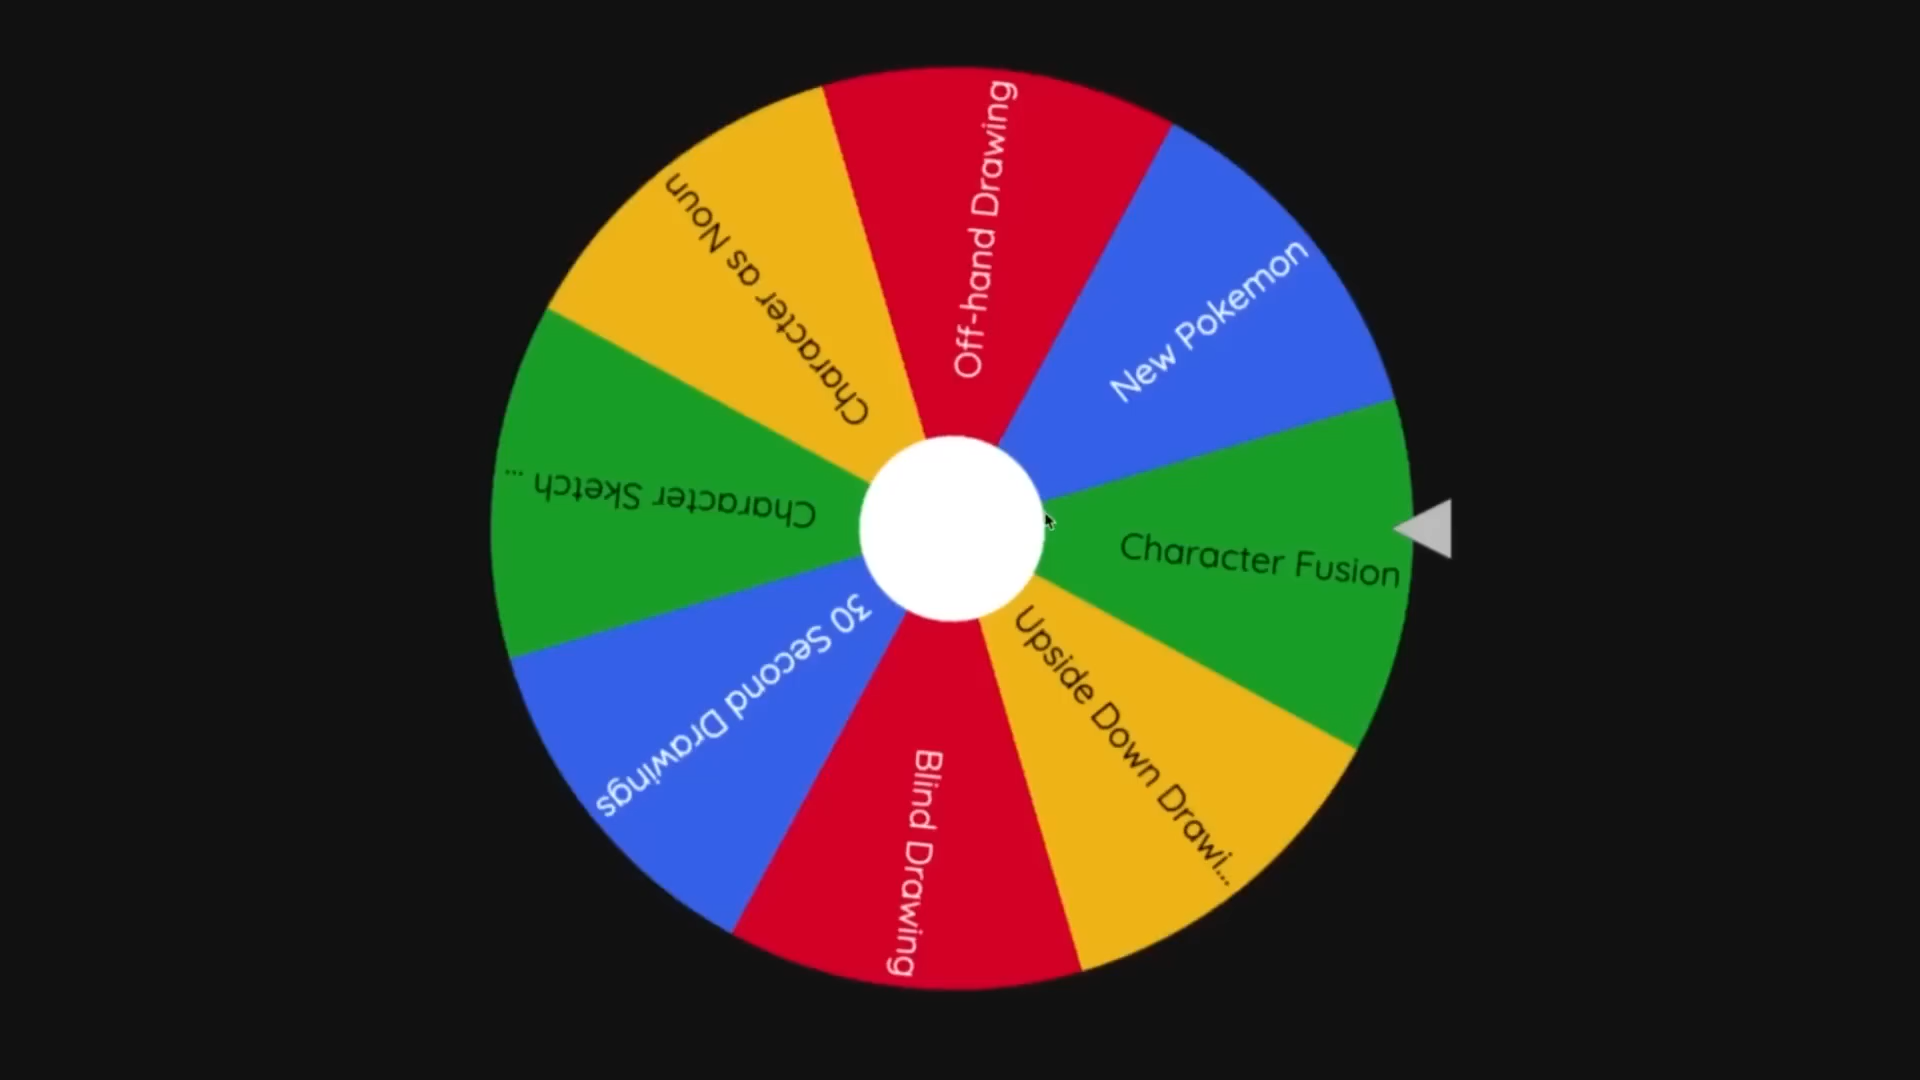 Off-hand Drawing
New Pokemon
Character Fusion
Upside Down Drawi...
Blind Drawing
30 Second Drawings
Character Sketch ...
Character as Noun